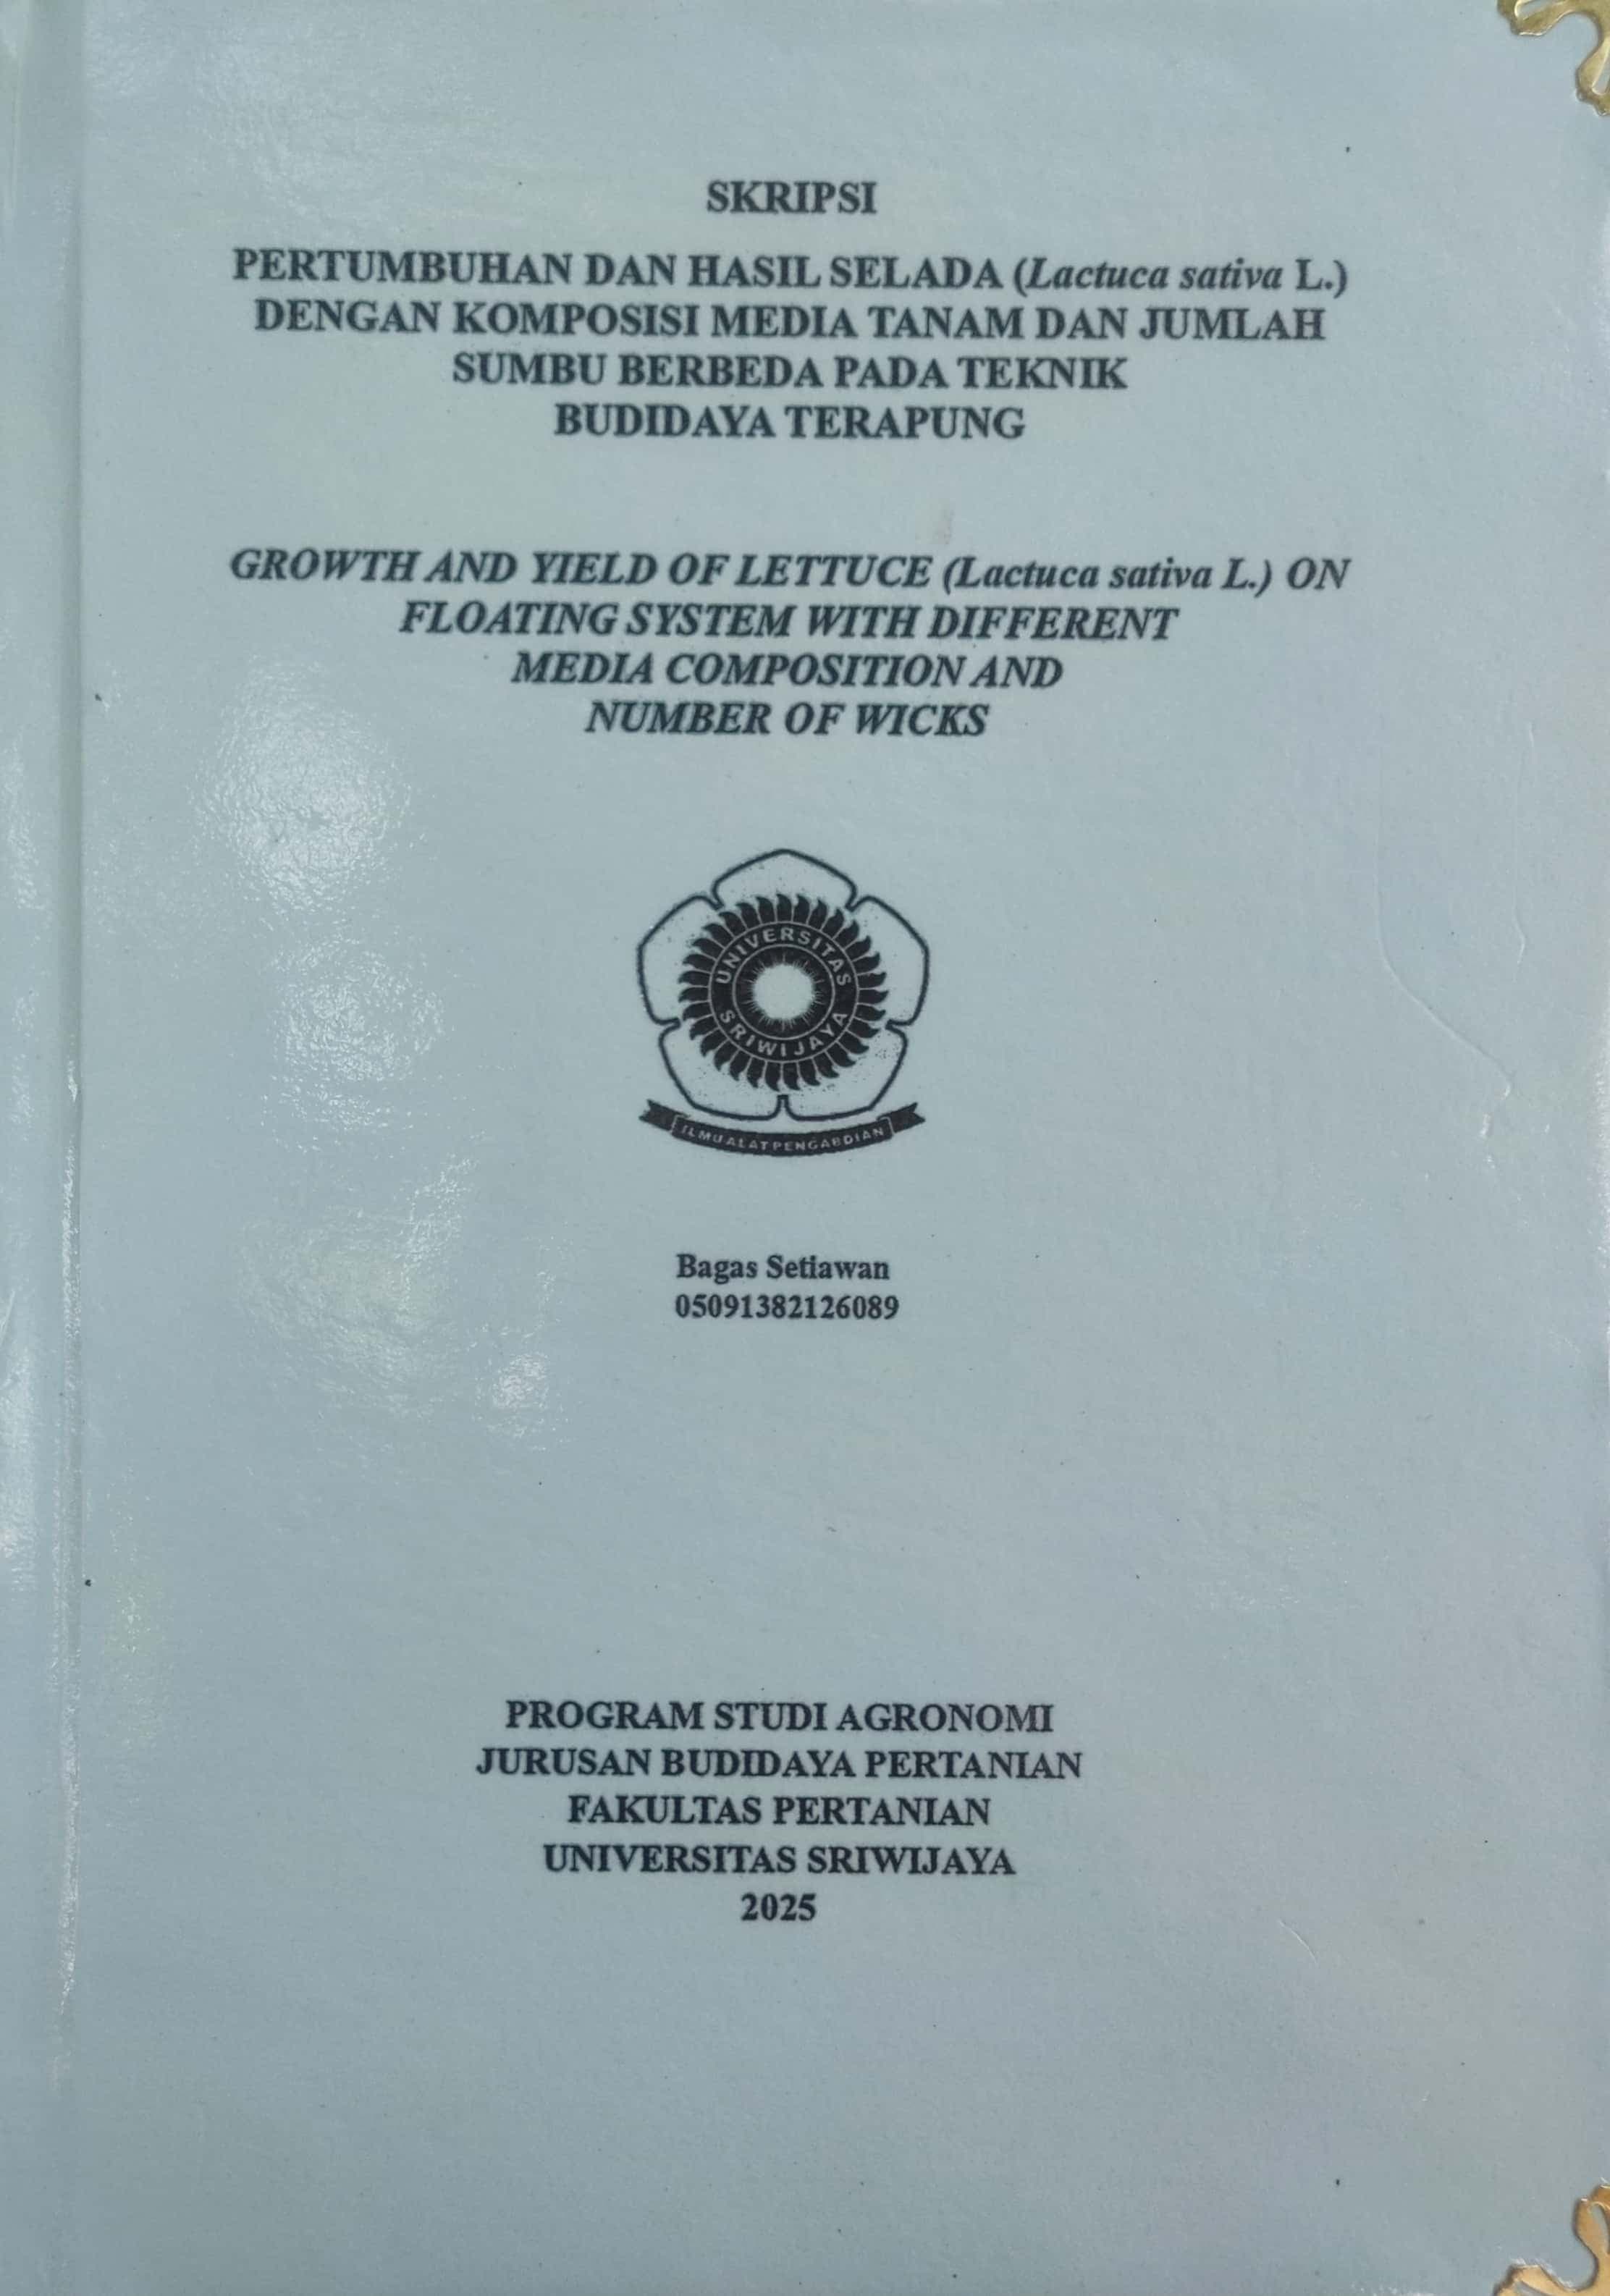 SKRIPSI
PERTUMBUHAN DAN HASIL SELADA (Lactuca sativa L.)
DENGAN KOMPOSISI MEDIA TANAM DAN JUMLAH
SUMBU BERBEDA PADA TEKNIK
BUDIDAYA TERAPUNG
GROWTH AND YIELD OF LETTUCE (Lactuca sativa L.) ON
FLOATING SYSTEM WITH DIFFERENT
MEDIA COMPOSITION AND
NUMBER OF WICKS
UNIVERSITAS
SRIWIJAYA
ILMU ALAT PENGABDIAN
Bagas Setiawan
05091382126089
PROGRAM STUDI AGRONOMI
JURUSAN BUDIDAYA PERTANIAN
FAKULTAS PERTANIAN
UNIVERSITAS SRIWIJAYA
2025